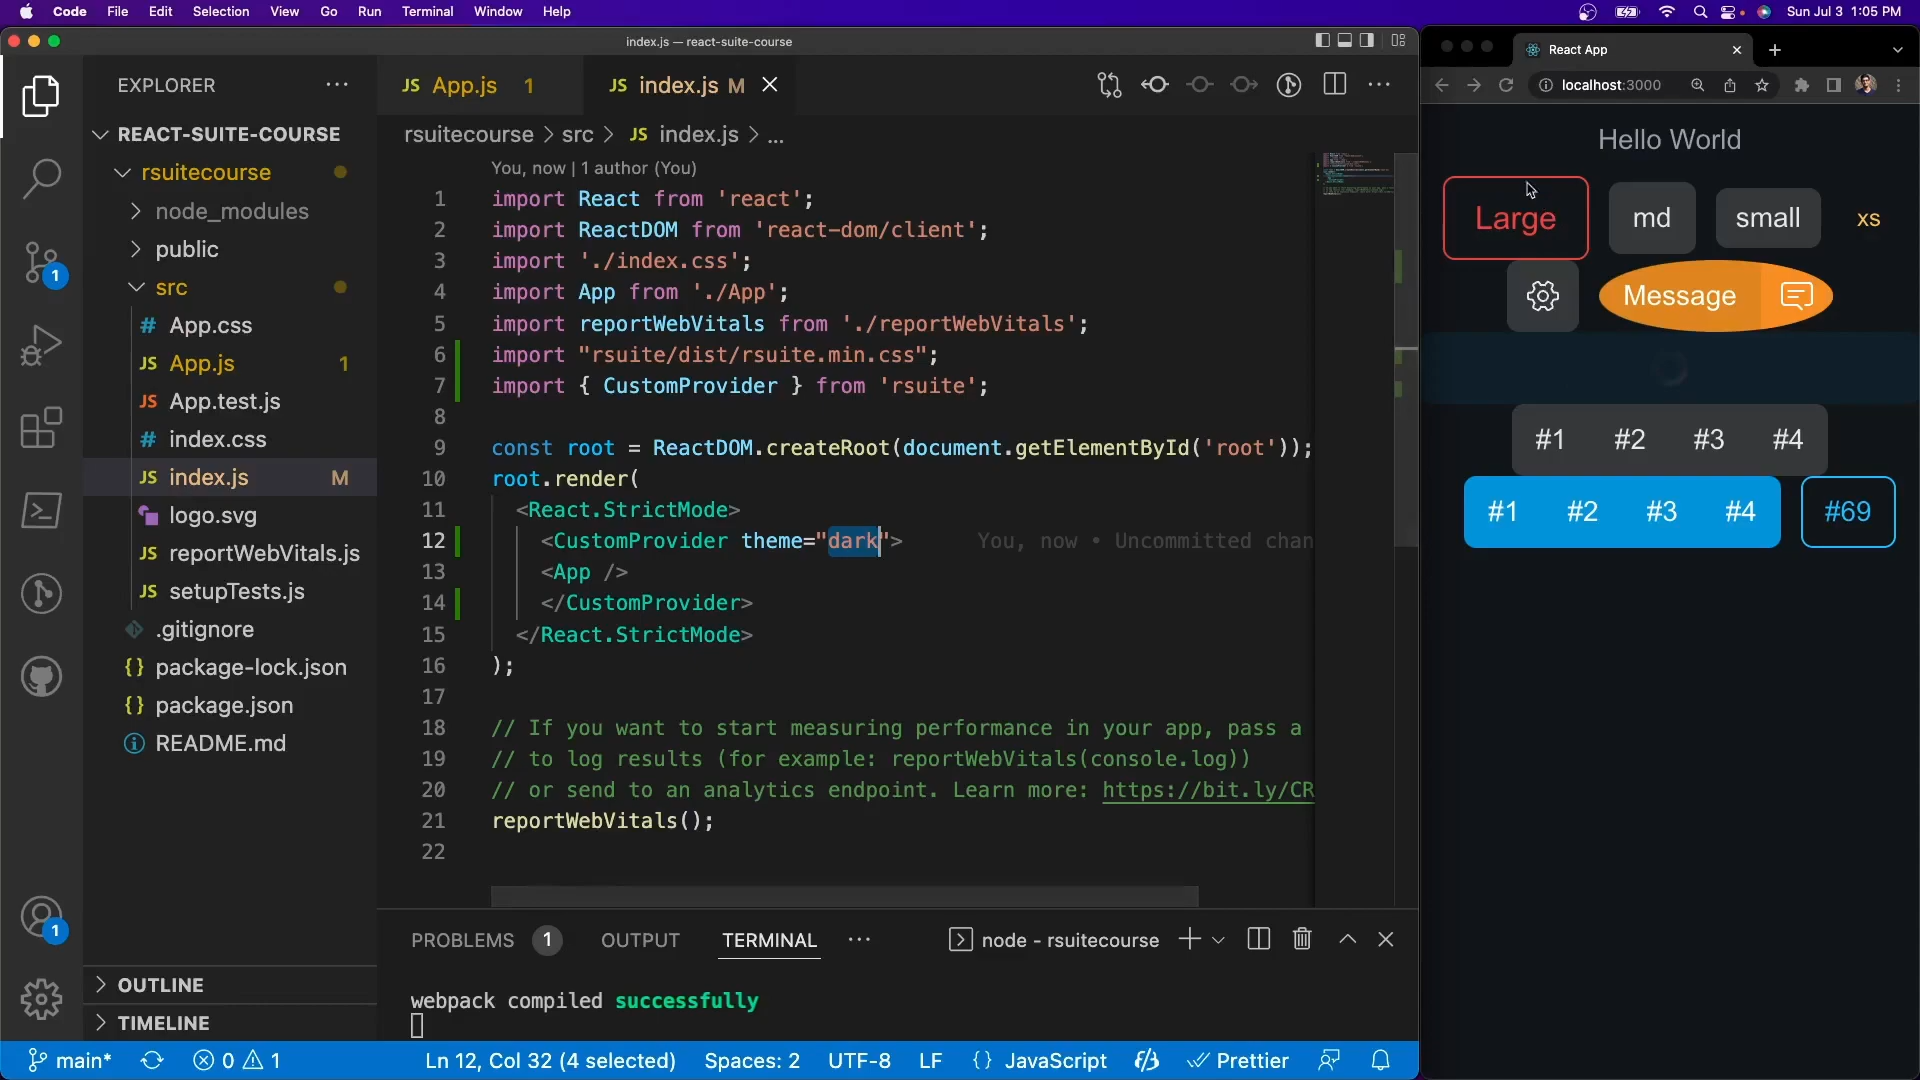 Code File Edit Selection View Go Run Terminal Window Help
Sun Jul 3 1:05 PM
index.js — react-suite-course
EXPLORER
REACT-SUITE-COURSE
rsuitecourse
node_modules
public
src
App.css
JS App.js 1
JS App.test.js
index.css
JS index.js M
logo.svg
JS reportWebVitals.js
JS setupTests.js
.gitignore
package-lock.json
package.json
README.md
OUTLINE
TIMELINE
JS App.js 1
JS index.js M
rsuitecourse > src > JS index.js > ...
You, now | 1 author (You)
1 import React from 'react';
2 import ReactDOM from 'react-dom/client';
3 import './index.css';
4 import App from './App';
5 import reportWebVitals from './reportWebVitals';
6 import "rsuite/dist/rsuite.min.css";
7 import { CustomProvider } from 'rsuite';
8
9 const root = ReactDOM.createRoot(document.getElementById('root'));
10 root.render(
11 <React.StrictMode>
12 <CustomProvider theme="dark"> You, now • Uncommitted chan
13 <App />
14 </CustomProvider>
15 </React.StrictMode>
16 );
17
18 // If you want to start measuring performance in your app, pass a
19 // to log results (for example: reportWebVitals(console.log))
20 // or send to an analytics endpoint. Learn more: https://bit.ly/CR
21 reportWebVitals();
22
PROBLEMS 1 OUTPUT TERMINAL ···
node - rsuitecourse
webpack compiled successfully
1
1
main* 0 1 Ln 12, Col 32 (4 selected) Spaces: 2 UTF-8 LF {} JavaScript Prettier
React App
localhost:3000
Hello World
Large md small xs
Message
#1 #2 #3 #4
#1 #2 #3 #4 #69